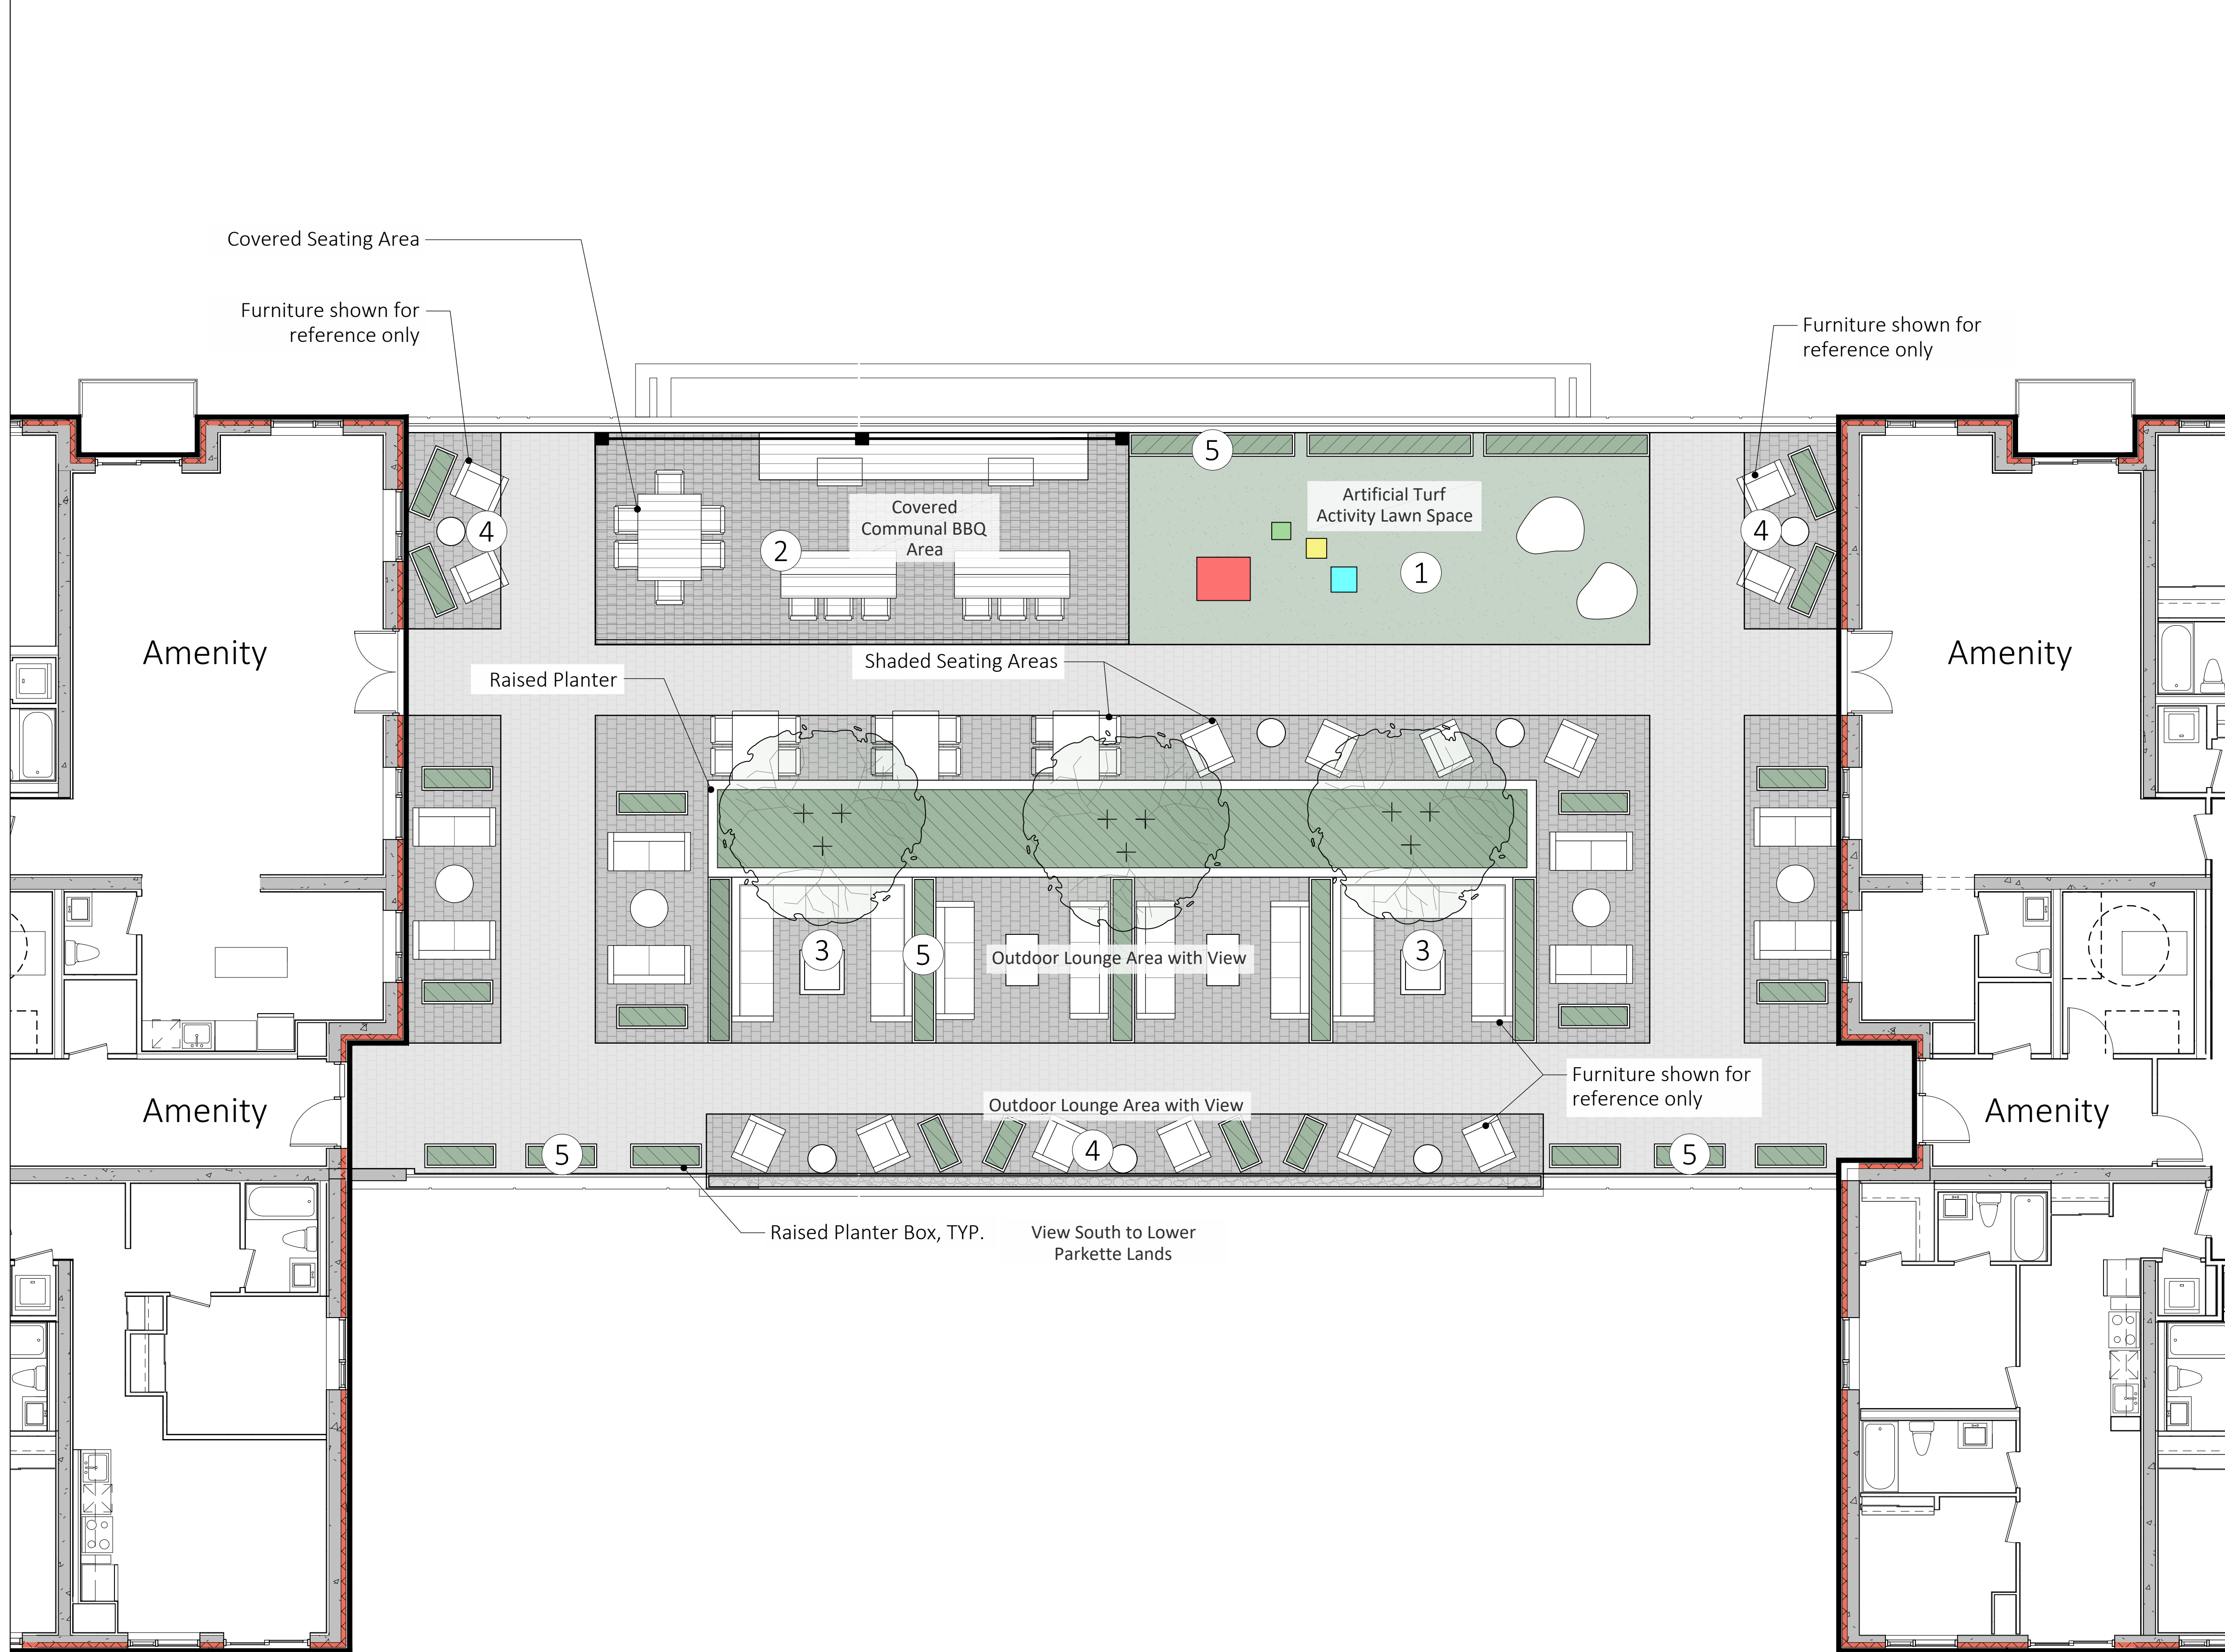 Covered Seating Area
Furniture shown for
reference only
Furniture shown for
reference only
5
Covered
Communal BBQ
Area
Artificial Turf
Activity Lawn Space
4
2
1
4
Amenity
Amenity
Shaded Seating Areas
Raised Planter
3
5
Outdoor Lounge Area with View
3
Furniture shown for
reference only
Amenity
Outdoor Lounge Area with View
Amenity
5
4
5
Raised Planter Box, TYP.
View South to Lower
Parkette Lands